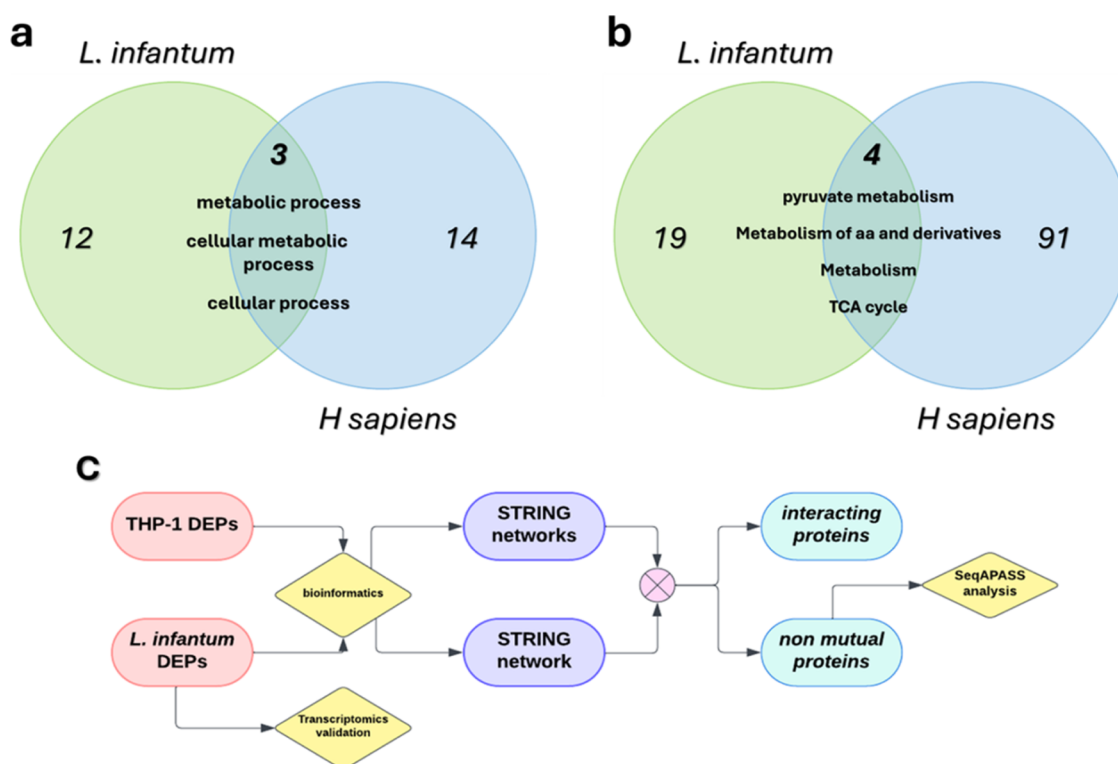 a
L. infantum
3
metabolic process
cellular metabolic
process
cellular process
12
14
H sapiens
b
L. infantum
4
pyruvate metabolism
Metabolism of aa and derivatives
Metabolism
TCA cycle
19
91
H sapiens
c
THP-1 DEPs
L. infantum
DEPs
bioinformatics
Transcriptomics
validation
STRING
networks
STRING
network
interacting
proteins
non mutual
proteins
SeqAPASS
analysis